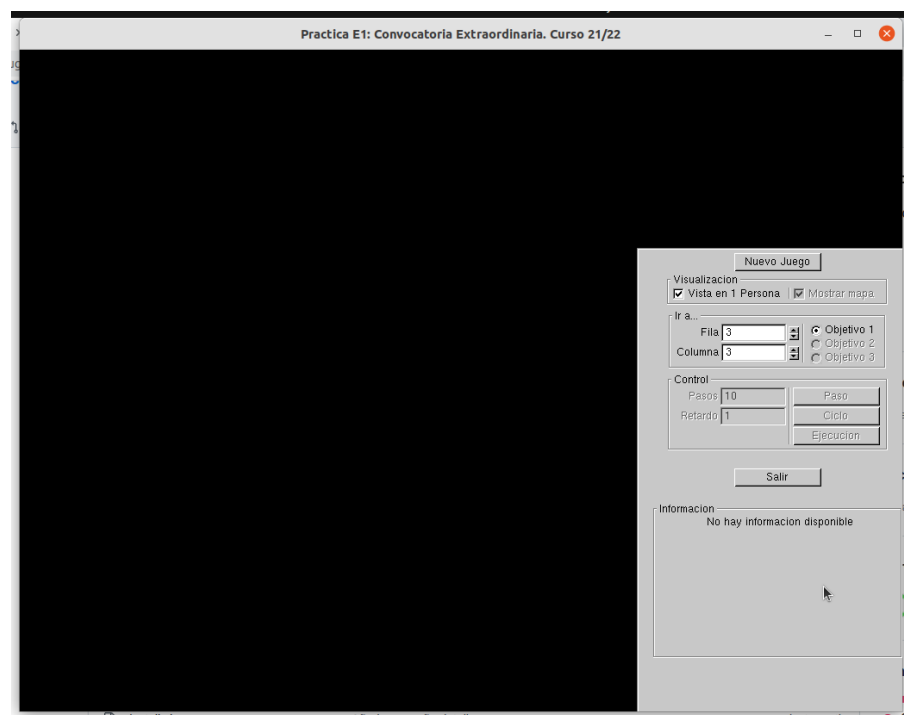 Practica E1: Convocatoria Extraordinaria. Curso 21/22
Nuevo Juego
Visualizacion
Vista en 1 Persona
Mostrar mapa
Ir a...
Fila 3
Objetivo 1
Objetivo 2
Columna 3
Objetivo 3
Control
Pasos 10
Paso
Retardo 1
Ciclo
Ejecucion
Salir
Informacion
No hay informacion disponible